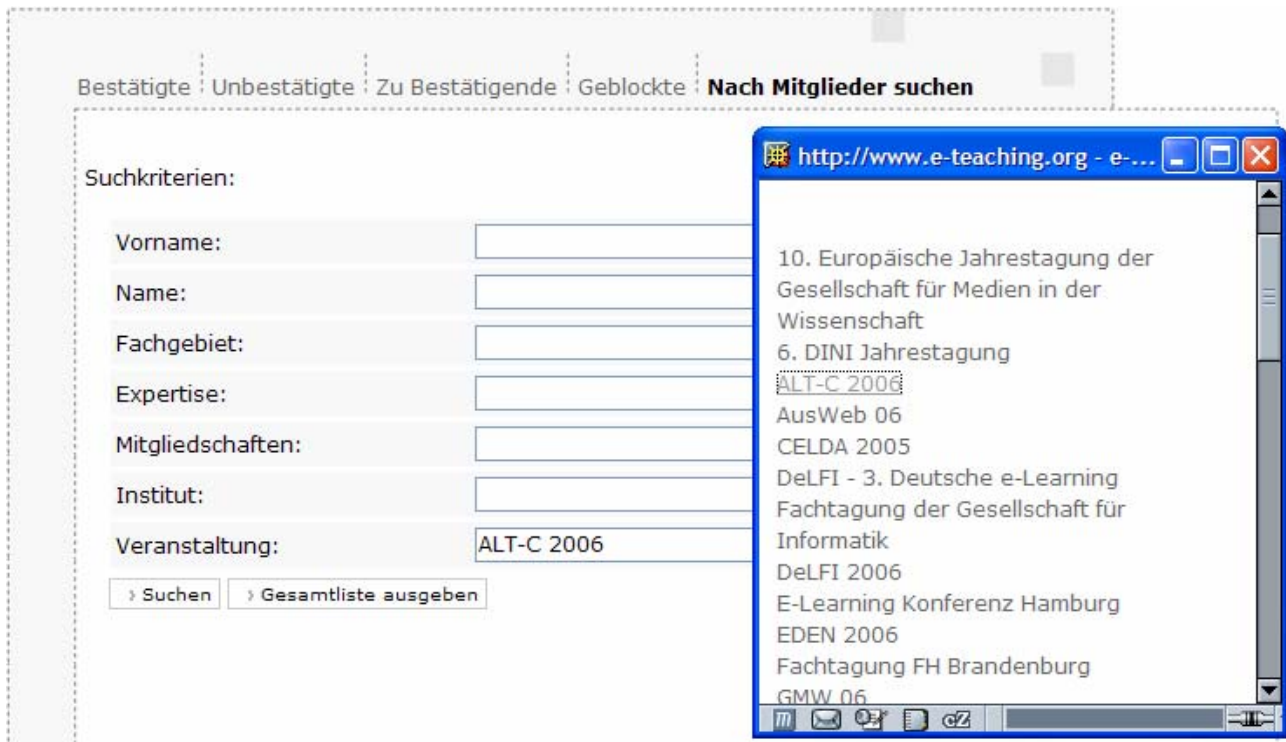 Bestätigte Unbestätigte Zu Bestätigende Geblockte Nach Mitglieder suchen
Suchkriterien:
Vorname:
Name:
Fachgebiet:
Expertise:
Mitgliedschaften:
Institut:
Veranstaltung: ALT-C 2006
› Suchen › Gesamtliste ausgeben
http://www.e-teaching.org - e-...
10. Europäische Jahrestagung der
Gesellschaft für Medien in der
Wissenschaft
6. DINI Jahrestagung
ALT-C 2006
AusWeb 06
CELDA 2005
DeLFI - 3. Deutsche e-Learning
Fachtagung der Gesellschaft für
Informatik
DeLFI 2006
E-Learning Konferenz Hamburg
EDEN 2006
Fachtagung FH Brandenburg
GMW 06